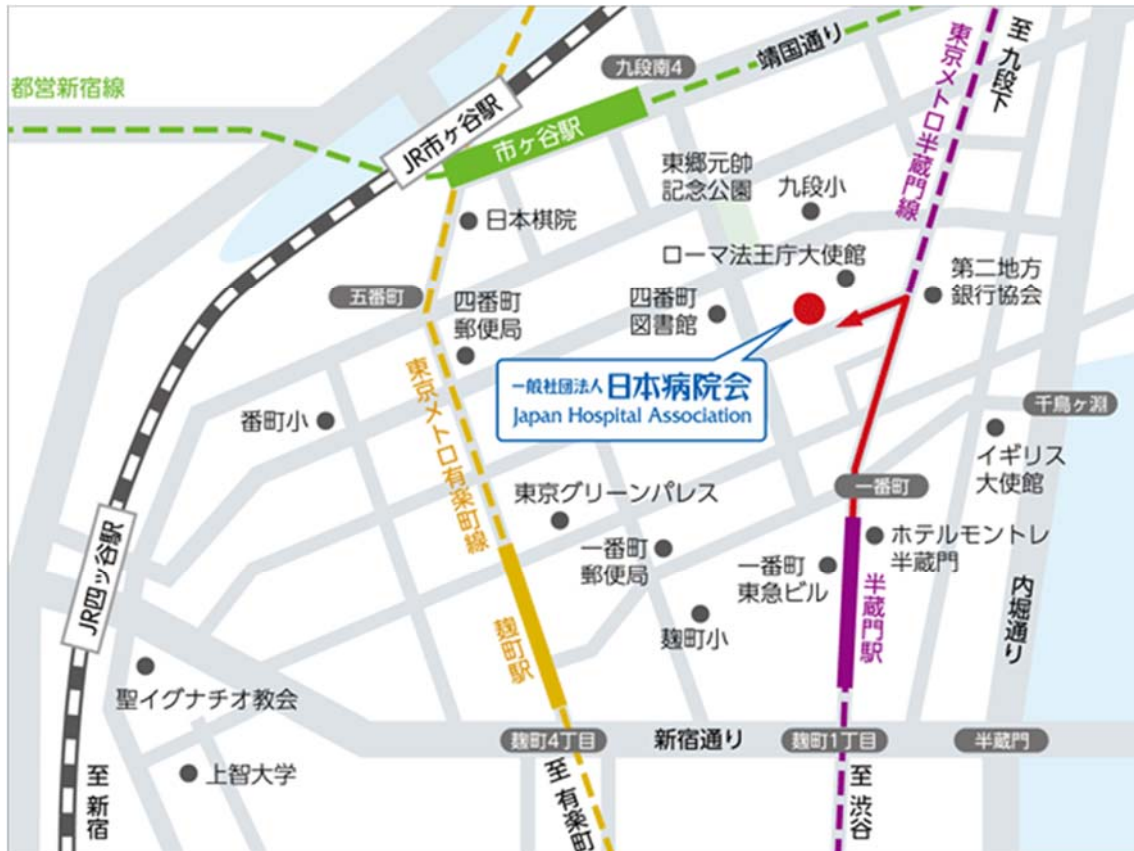 都営新宿線
JR市ヶ谷駅
市ヶ谷駅
九段南4
靖国通り
東京メトロ半蔵門線
至 九段下
東郷元帥
記念公園
九段小
日本棋院
ローマ法王庁大使館
第二地方
銀行協会
五番町
四番町
郵便局
四番町
図書館
一般社団法人 日本病院会
Japan Hospital Association
千鳥ヶ淵
番町小
東京メトロ有楽町線
イギリス
大使館
一番町
東京グリーンパレス
ホテルモントレ
半蔵門
一番町
郵便局
一番町
東急ビル
JR四ッ谷駅
麹町駅
麹町小
半蔵門駅
内堀通り
聖イグナチオ教会
麹町4丁目
新宿通り
麹町1丁目
半蔵門
上智大学
至 新宿
至 有楽町
至 渋谷